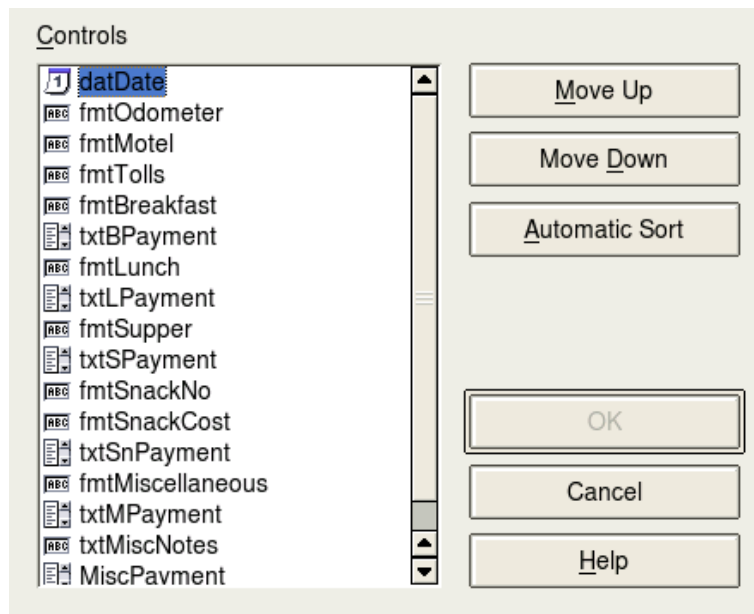 Controls
datDate
fmtOdometer
fmtMotel
fmtTolls
fmtBreakfast
txtBPayment
fmtLunch
txtLPayment
fmtSupper
txtSPayment
fmtSnackNo
fmtSnackCost
txtSnPayment
fmtMiscellaneous
txtMPayment
txtMiscNotes
MiscPayment
Move Up
Move Down
Automatic Sort
OK
Cancel
Help